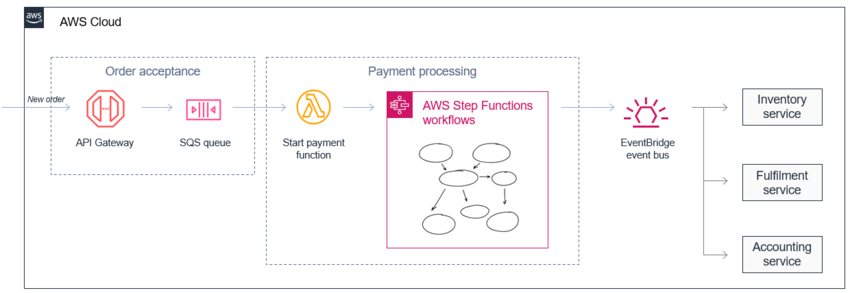 aws
AWS Cloud
Order acceptance
Payment processing
New order
API Gateway
SQS queue
Start payment
function
AWS Step Functions
workflows
EventBridge
event bus
Inventory
service
Fulfilment
service
Accounting
service